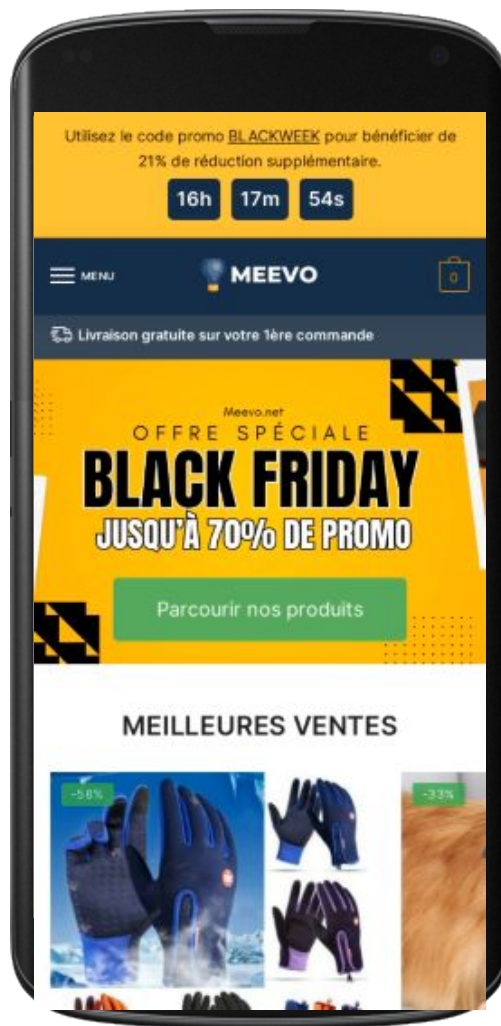 Utilisez le code promo BLACKWEEK pour bénéficier de
21% de réduction supplémentaire.
16h 17m 54s
MENU MEEVO 0
Livraison gratuite sur votre 1ère commande
Meevo.net
OFFRE SPÉCIALE
BLACK FRIDAY
JUSQU'À 70% DE PROMO
Parcourir nos produits
MEILLEURES VENTES
-58% -33%